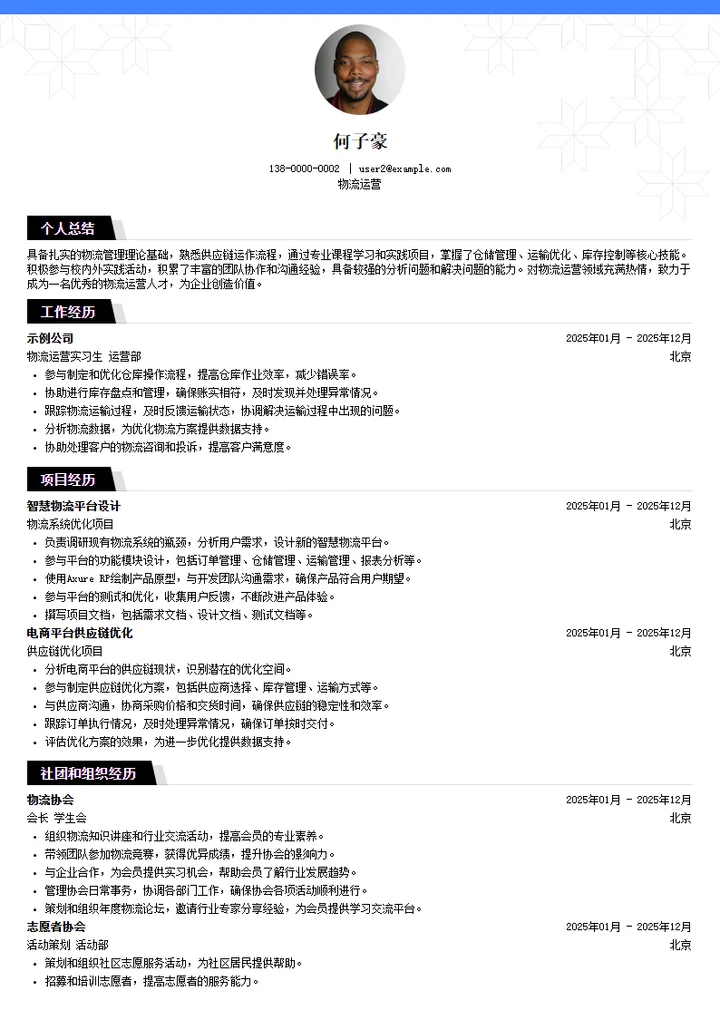 何子豪
138-0000-0002 | user2@example.com
物流运营
个人总结
具备扎实的物流管理理论基础，熟悉供应链运作流程，通过专业课程学习和实践项目，掌握了仓储管理、运输优化、库存控制等核心技能。
积极参与校内外实践活动，积累了丰富的团队协作和沟通经验，具备较强的分析问题和解决问题的能力。对物流运营领域充满热情，致力于
成为一名优秀的物流运营人才，为企业创造价值。
工作经历
示例公司 2025年01月 - 2025年12月
物流运营实习生 运营部 北京
• 参与制定和优化仓库操作流程，提高仓库作业效率，减少错误率。
• 协助进行库存盘点和管理，确保账实相符，及时发现并处理异常情况。
• 跟踪物流运输过程，及时反馈运输状态，协调解决运输过程中出现的问题。
• 分析物流数据，为优化物流方案提供数据支持。
• 协助处理客户的物流咨询和投诉，提高客户满意度。
项目经历
智慧物流平台设计 2025年01月 - 2025年12月
物流系统优化项目 北京
• 负责调研现有物流系统的瓶颈，分析用户需求，设计新的智慧物流平台。
• 参与平台的功能模块设计，包括订单管理、仓储管理、运输管理、报表分析等。
• 使用Axure RP绘制产品原型，与开发团队沟通需求，确保产品符合用户期望。
• 参与平台的测试和优化，收集用户反馈，不断改进产品体验。
• 撰写项目文档，包括需求文档、设计文档、测试文档等。
电商平台供应链优化 2025年01月 - 2025年12月
供应链优化项目 北京
• 分析电商平台的供应链现状，识别潜在的优化空间。
• 参与制定供应链优化方案，包括供应商选择、库存管理、运输方式等。
• 与供应商沟通，协商采购价格和交货时间，确保供应链的稳定性和效率。
• 跟踪订单执行情况，及时处理异常情况，确保订单按时交付。
• 评估优化方案的效果，为进一步优化提供数据支持。
社团和组织经历
物流协会 2025年01月 - 2025年12月
会长 学生会 北京
• 组织物流知识讲座和行业交流活动，提高会员的专业素养。
• 带领团队参加物流竞赛，获得优异成绩，提升协会的影响力。
• 与企业合作，为会员提供实习机会，帮助会员了解行业发展趋势。
• 管理协会日常事务，协调各部门工作，确保协会各项活动顺利进行。
• 策划和组织年度物流论坛，邀请行业专家分享经验，为会员提供学习交流平台。
志愿者协会 2025年01月 - 2025年12月
活动策划 活动部 北京
• 策划和组织社区志愿服务活动，为社区居民提供帮助。
• 招募和培训志愿者，提高志愿者的服务能力。